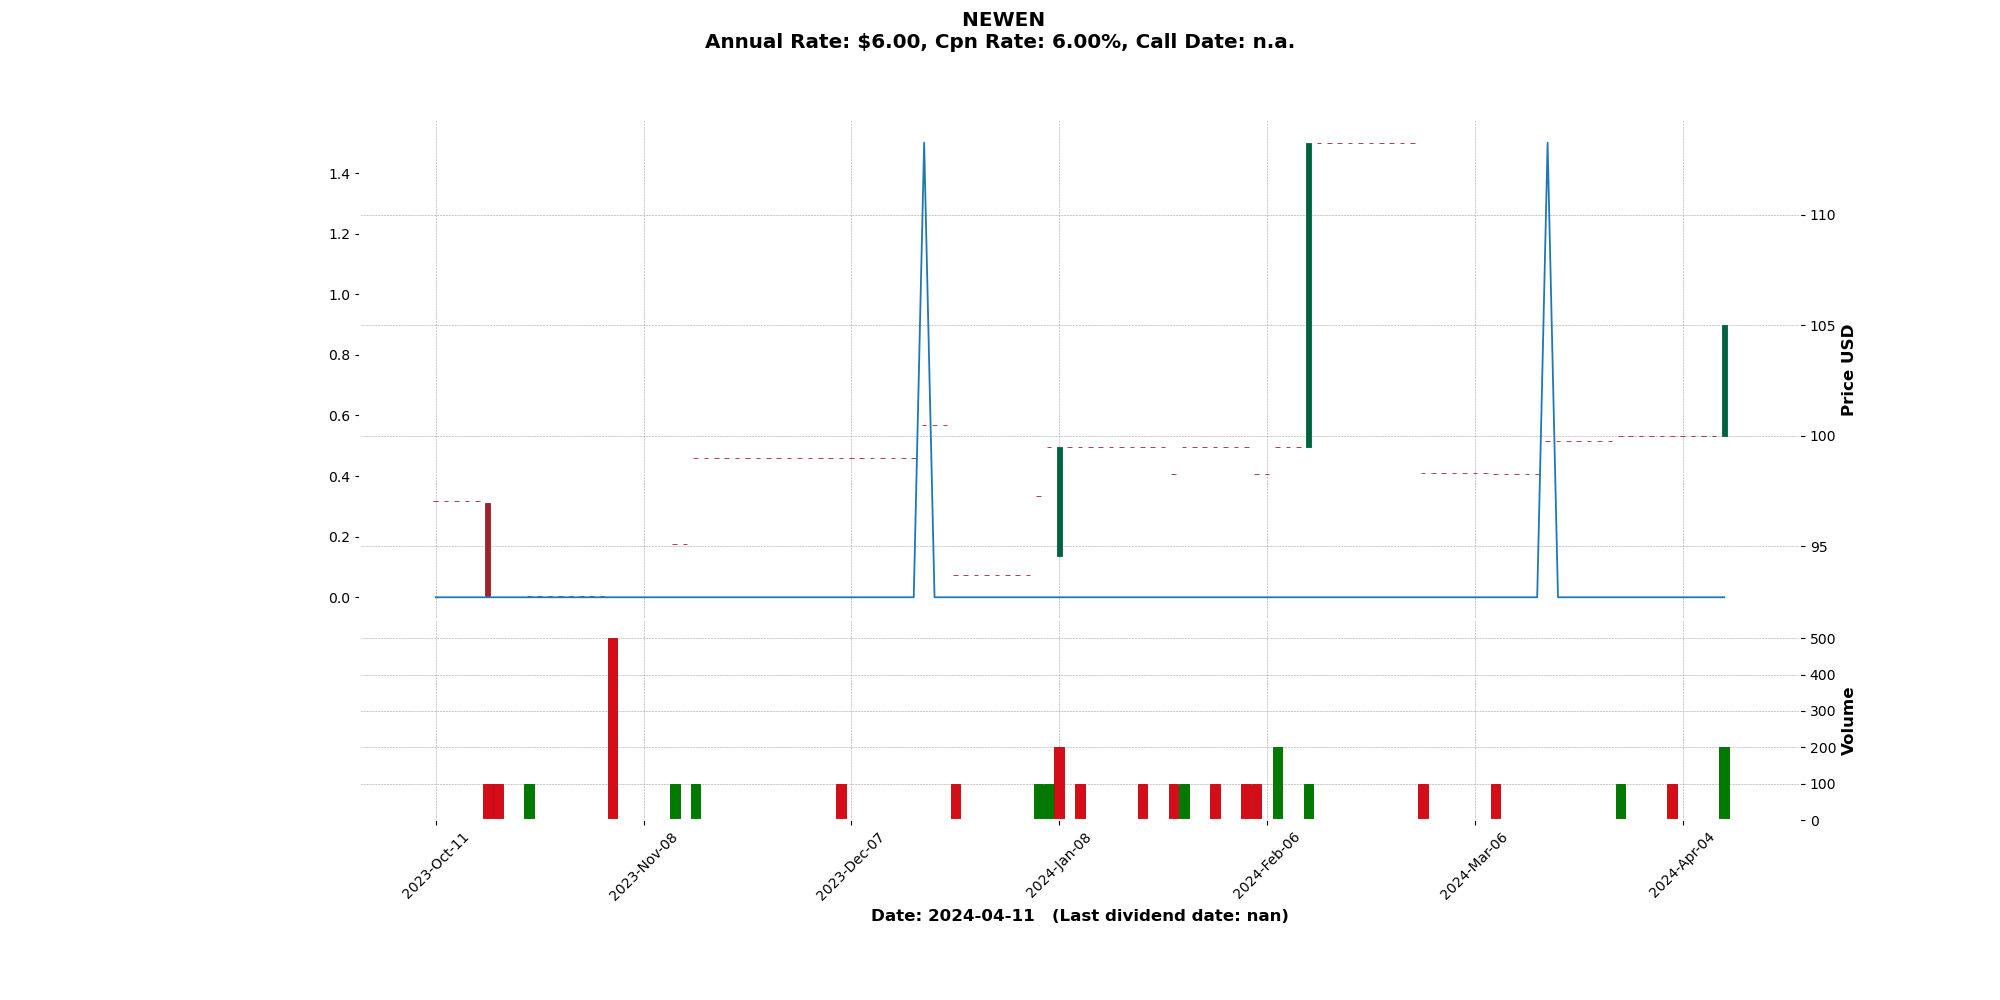 NEWEN
Annual Rate: $6.00, Cpn Rate: 6.00%, Call Date: n.a.
1.4
1.2
1.0
0.8
0.6
0.4
0.2
0.0
110
105
100
95
Price USD
500
400
300
200
100
0
Volume
2023-Oct-11
2023-Nov-08
2023-Dec-07
2024-Jan-08
2024-Feb-06
2024-Mar-06
2024-Apr-04
Date: 2024-04-11 (Last dividend date: nan)